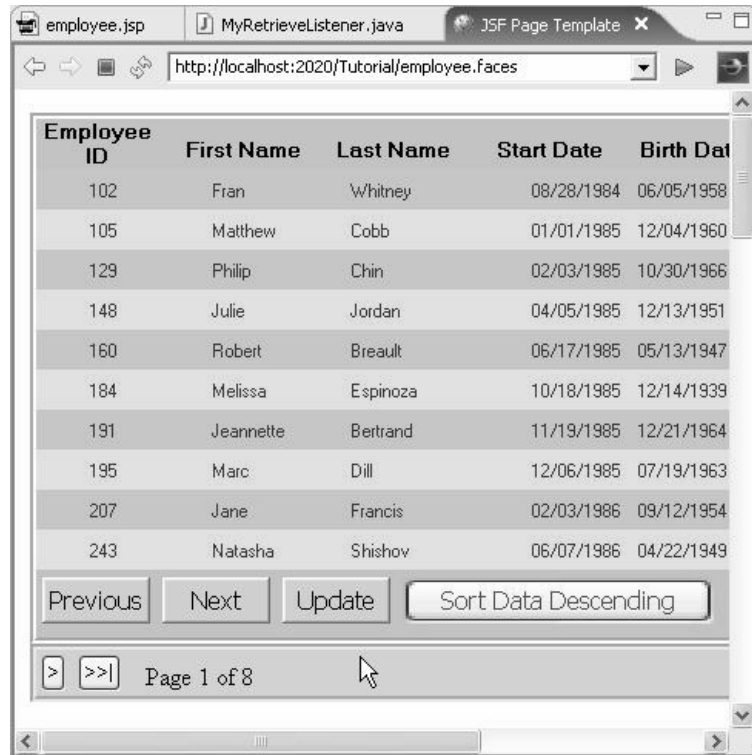 employee.jsp MyRetrieveListener.java JSF Page Template
http://localhost:2020/Tutorial/employee.faces
Employee ID First Name Last Name Start Date Birth Dat
102 Fran Whitney 08/28/1984 06/05/1958
105 Matthew Cobb 01/01/1985 12/04/1960
129 Philip Chin 02/03/1985 10/30/1966
148 Julie Jordan 04/05/1985 12/13/1951
160 Robert Breault 06/17/1985 05/13/1947
184 Melissa Espinoza 10/18/1985 12/14/1939
191 Jeannette Bertrand 11/19/1985 12/21/1964
195 Marc Dill 12/06/1985 07/19/1963
207 Jane Francis 02/03/1986 09/12/1954
243 Natasha Shishov 06/07/1986 04/22/1949
Previous Next Update Sort Data Descending
> >>| Page 1 of 8